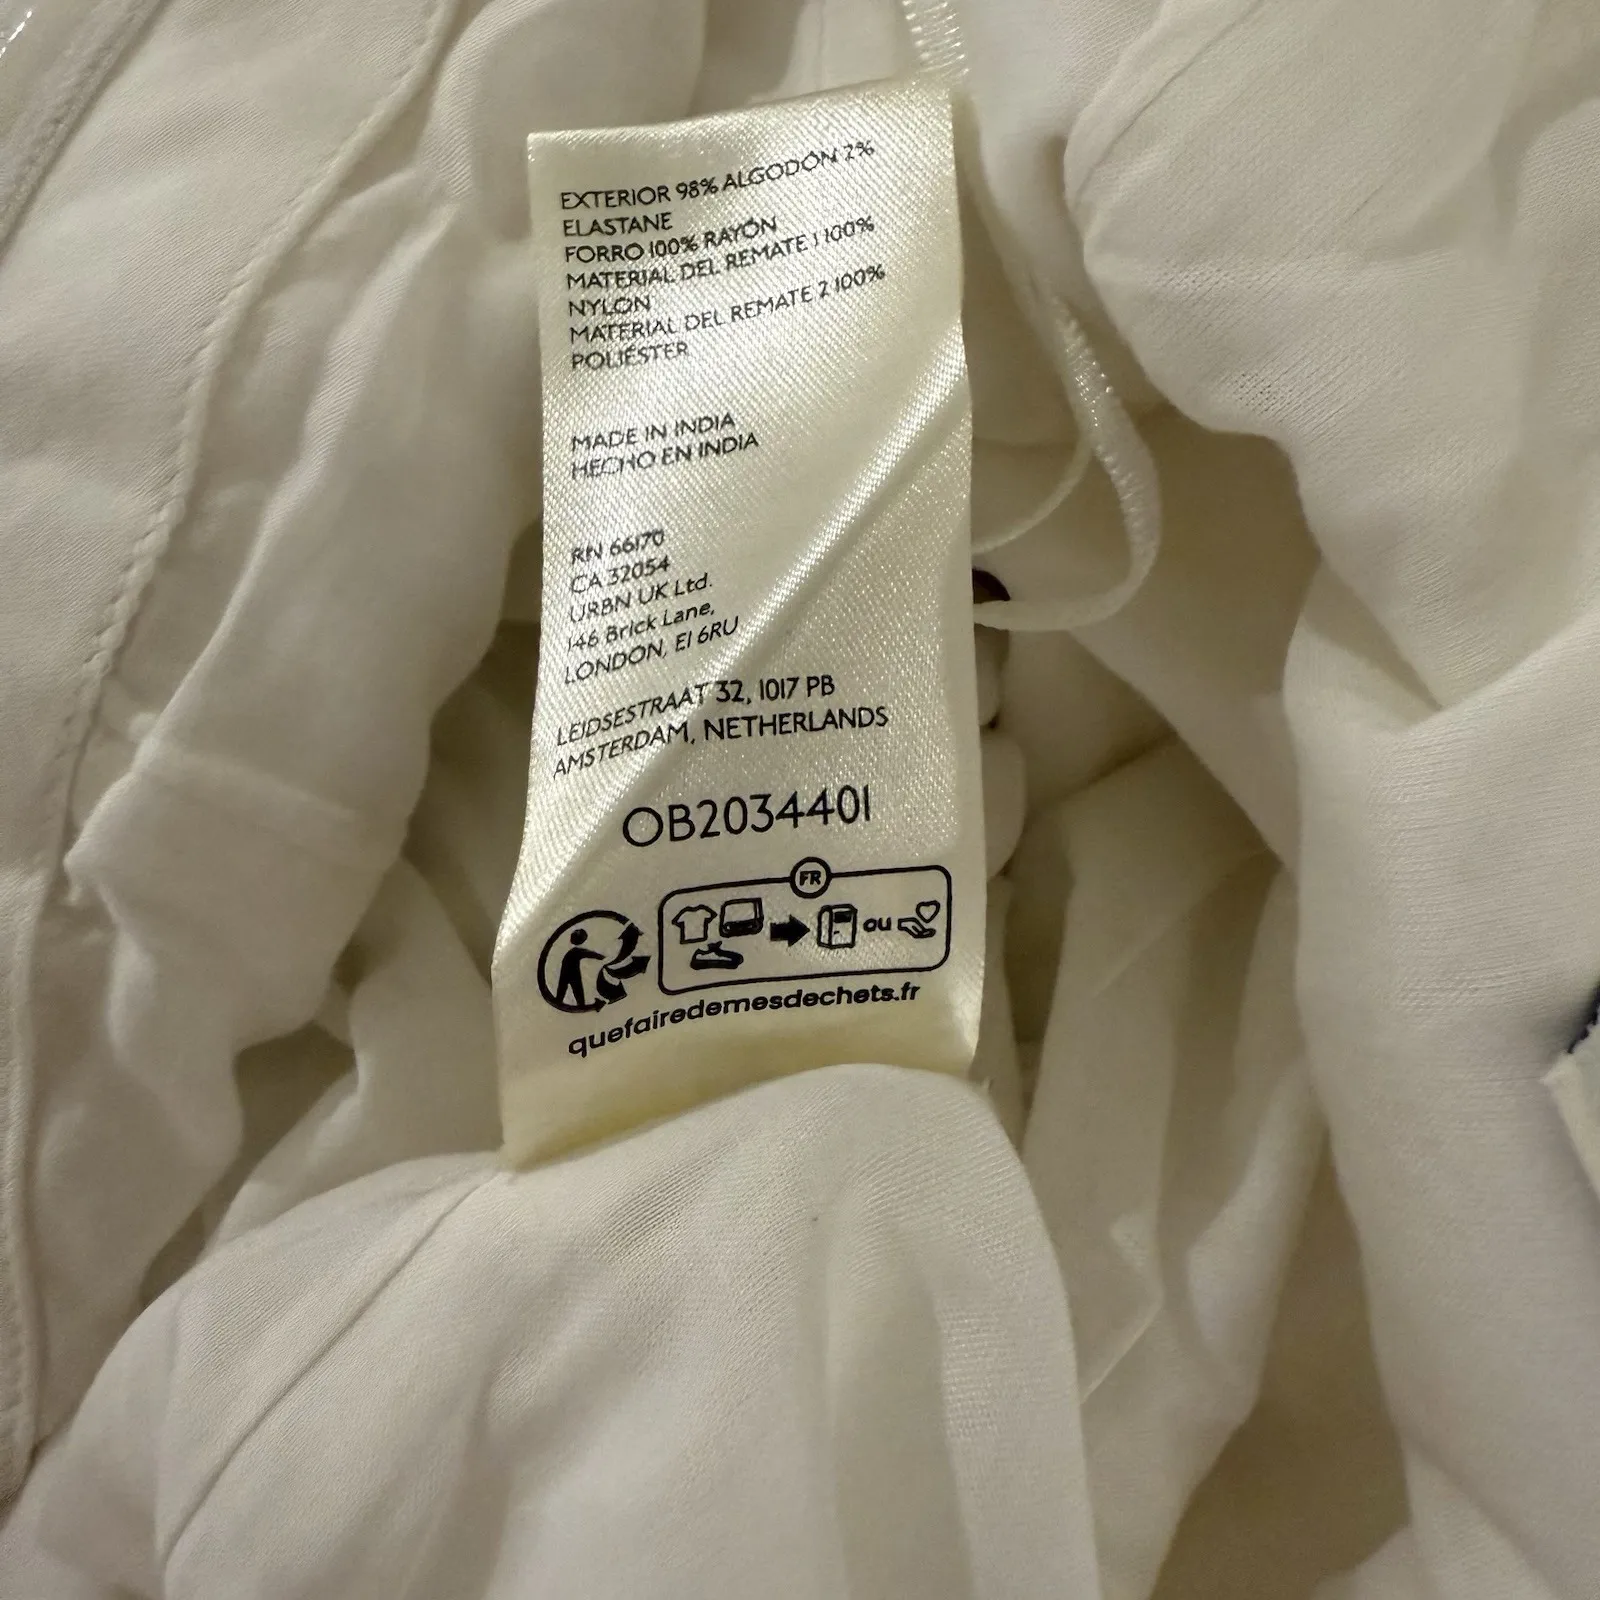 EXTERIOR 98% ALGODÓN 2%
ELASTANE
FORRO 100% RAYÓN
MATERIAL DEL REMATE 1 100%
NYLON
MATERIAL DEL REMATE 2 100%
POLIÉSTER
MADE IN INDIA
HECHO EN INDIA
RN 66170
CA 32054
URBN UK Ltd.
146 Brick Lane,
LONDON, E1 6RU
LEIDSESTRAAT 32, 1017 PB
AMSTERDAM, NETHERLANDS
OB2034401
FR
ou
quefairedemesdechets.fr